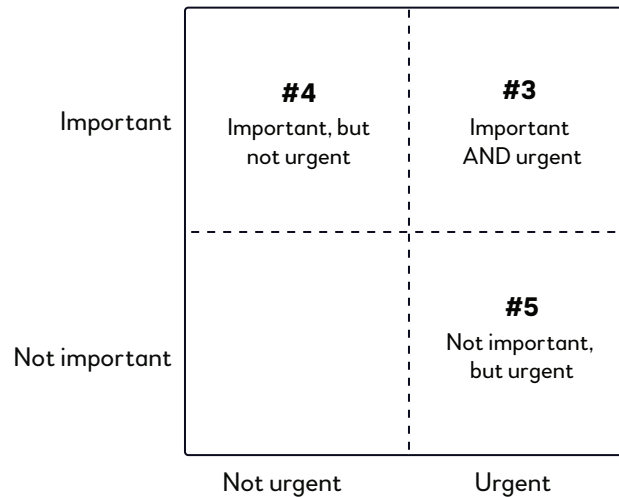 #4
Important, but
not urgent
#3
Important
AND urgent
Important
#5
Not important,
but urgent
Not important
Not urgent
Urgent